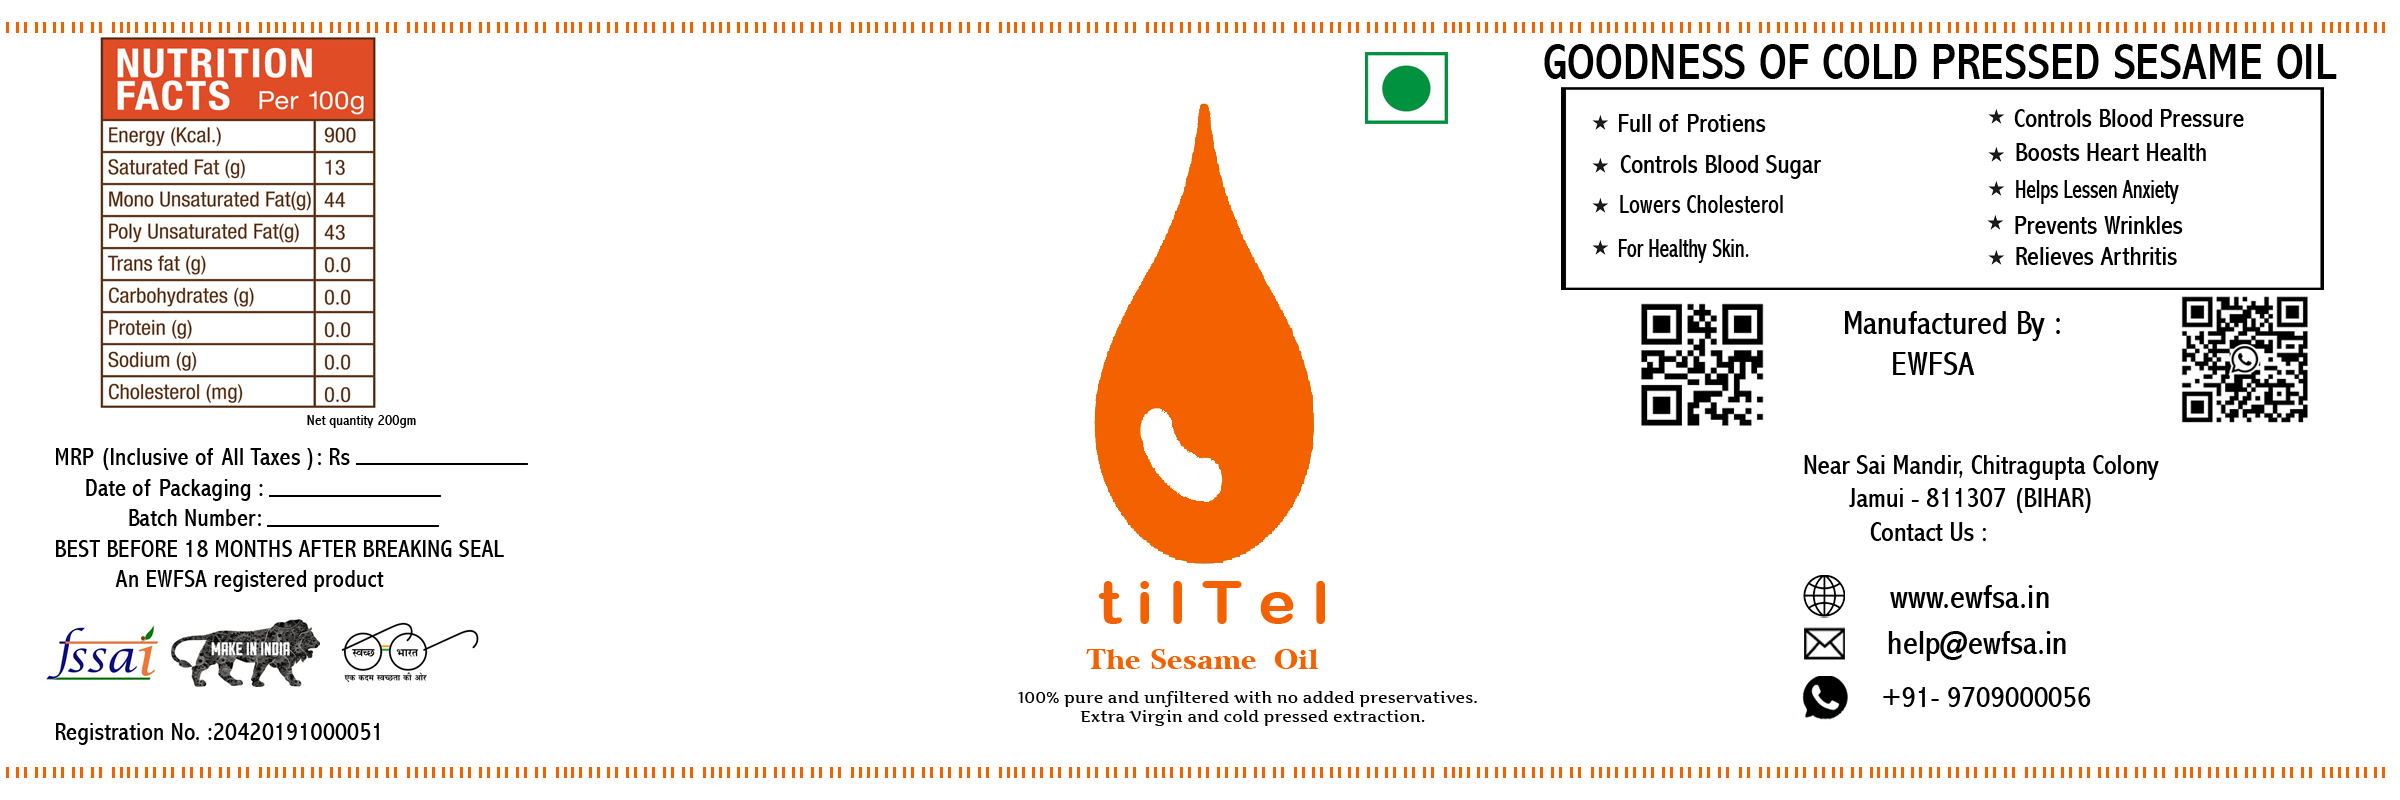 NUTRITION
FACTS Per 100g
Energy (Kcal.) 900
Saturated Fat (g) 13
Mono Unsaturated Fat(g) 44
Poly Unsaturated Fat(g) 43
Trans fat (g) 0.0
Carbohydrates (g) 0.0
Protein (g) 0.0
Sodium (g) 0.0
Cholesterol (mg) 0.0
Net quantity 200gm
MRP (Inclusive of All Taxes ) : Rs
Date of Packaging :
Batch Number:
BEST BEFORE 18 MONTHS AFTER BREAKING SEAL
An EWFSA registered product
fssai
MAKE IN INDIA
स्वच्छ भारत
एक कदम स्वच्छता की ओर
Registration No. :20420191000051
tilTel
The Sesame Oil
100% pure and unfiltered with no added preservatives.
Extra Virgin and cold pressed extraction.
GOODNESS OF COLD PRESSED SESAME OIL
★ Full of Protiens
★ Controls Blood Sugar
★ Lowers Cholesterol
★ For Healthy Skin.
★ Controls Blood Pressure
★ Boosts Heart Health
★ Helps Lessen Anxiety
★ Prevents Wrinkles
★ Relieves Arthritis
Manufactured By :
EWFSA
Near Sai Mandir, Chitragupta Colony
Jamui - 811307 (BIHAR)
Contact Us :
www.ewfsa.in
help@ewfsa.in
+91- 9709000056